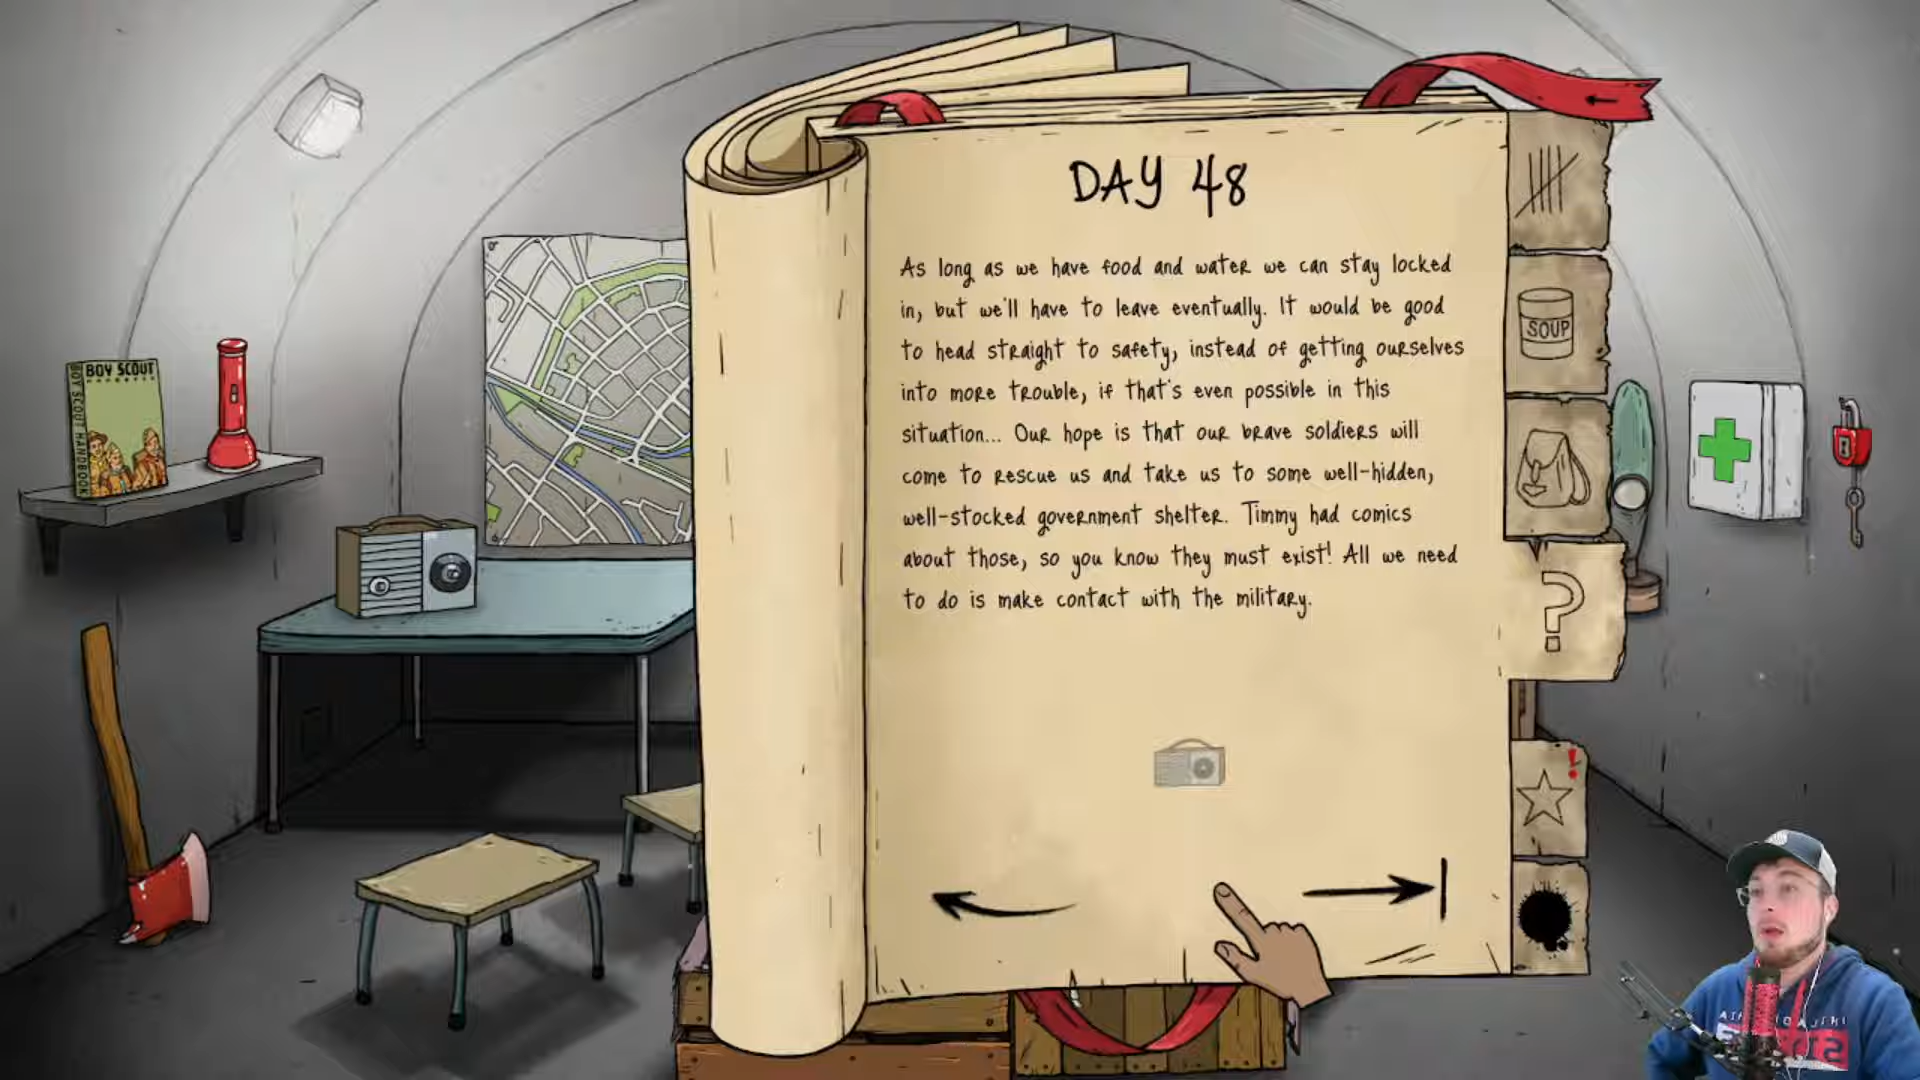 DAY 48
As long as we have food and water we can stay locked
in, but we'll have to leave eventually. It would be good
to head straight to safety, instead of getting ourselves
into more trouble, if that's even possible in this
situation... Our hope is that our brave soldiers will
come to rescue us and take us to some well-hidden,
well-stocked government shelter. Timmy had comics
about those, so you know they must exist! All we need
to do is make contact with the military.
BOY SCOUT
BOY SCOUT HANDBOOK
SOUP